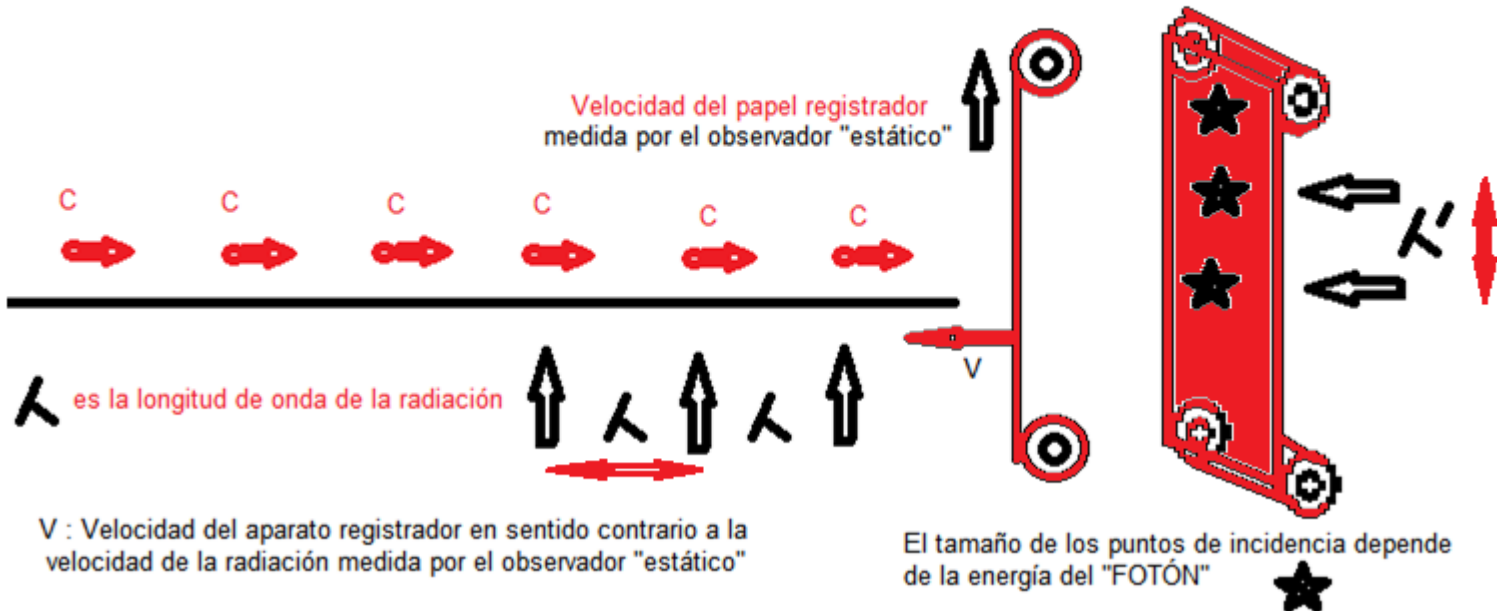 Velocidad del papel registrador
medida por el observador "estático"
C C C C C C
V
λ es la longitud de onda de la radiación
λ λ
λ'
V : Velocidad del aparato registrador en sentido contrario a la
velocidad de la radiación medida por el observador "estático"
El tamaño de los puntos de incidencia depende
de la energía del "FOTÓN"